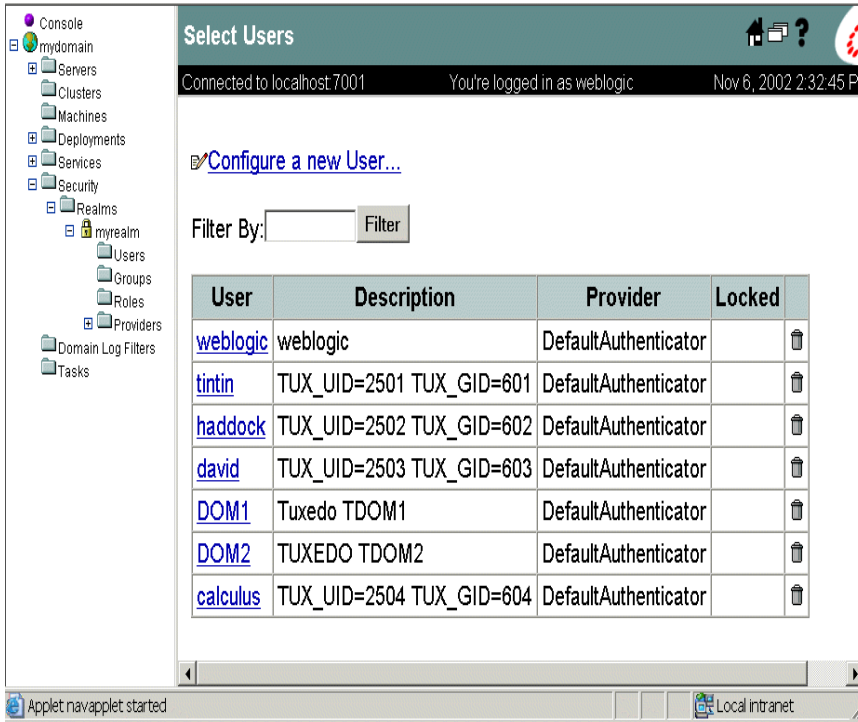 Console
mydomain
Servers
Clusters
Machines
Deployments
Services
Security
Realms
myrealm
Users
Groups
Roles
Providers
Domain Log Filters
Tasks
Select Users
?
Connected to localhost:7001 You're logged in as weblogic Nov 6, 2002 2:32:45 P
Configure a new User...
Filter By: Filter
User Description Provider Locked
weblogic weblogic DefaultAuthenticator
tintin TUX_UID=2501 TUX_GID=601 DefaultAuthenticator
haddock TUX_UID=2502 TUX_GID=602 DefaultAuthenticator
david TUX_UID=2503 TUX_GID=603 DefaultAuthenticator
DOM1 Tuxedo TDOM1 DefaultAuthenticator
DOM2 TUXEDO TDOM2 DefaultAuthenticator
calculus TUX_UID=2504 TUX_GID=604 DefaultAuthenticator
Applet navapplet started Local intranet